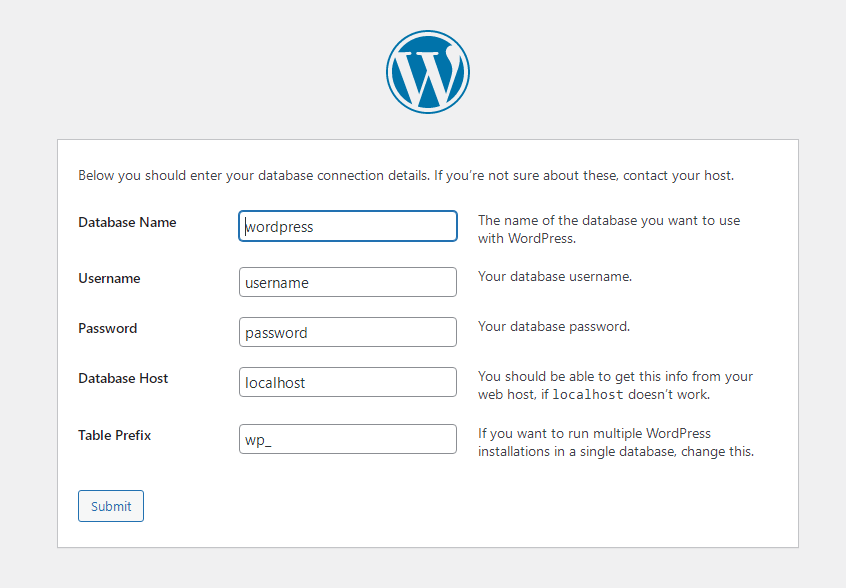 Below you should enter your database connection details. If you’re not sure about these, contact your host.
Database Name
wordpress
The name of the database you want to use
with WordPress.
Username
username
Your database username.
Password
password
Your database password.
Database Host
localhost
You should be able to get this info from your
web host, if localhost doesn’t work.
Table Prefix
wp_
If you want to run multiple WordPress
installations in a single database, change this.
Submit